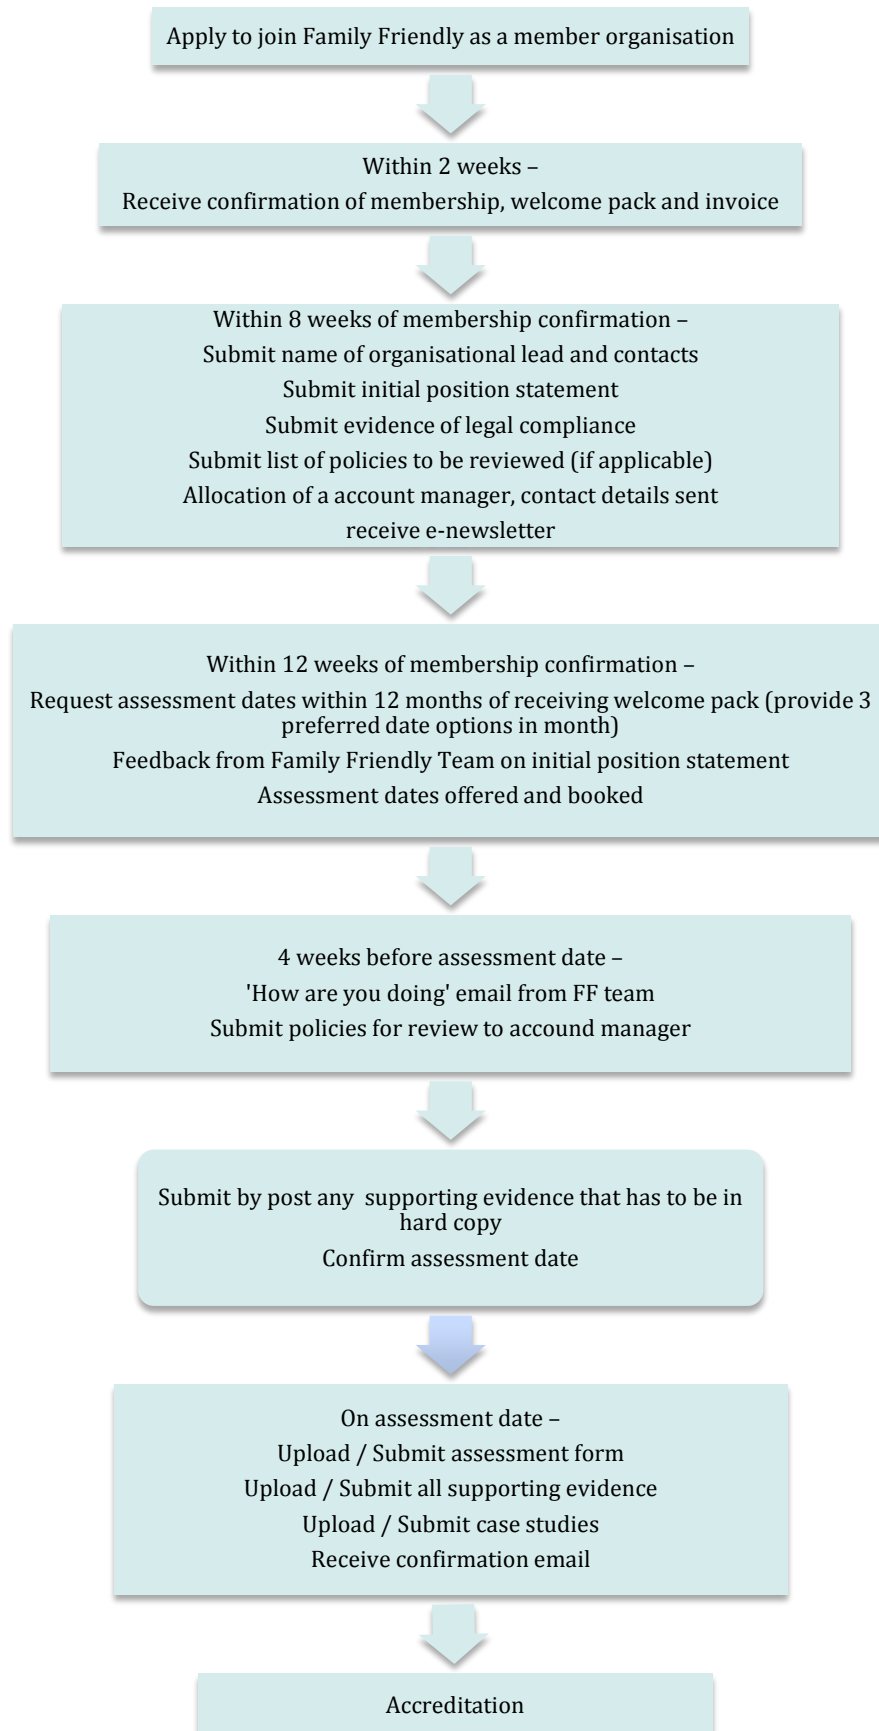 Apply to join Family Friendly as a member organisation
Within 2 weeks –
Receive confirmation of membership, welcome pack and invoice
Within 8 weeks of membership confirmation –
Submit name of organisational lead and contacts
Submit initial position statement
Submit evidence of legal compliance
Submit list of policies to be reviewed (if applicable)
Allocation of a account manager, contact details sent
receive e-newsletter
Within 12 weeks of membership confirmation –
Request assessment dates within 12 months of receiving welcome pack (provide 3
preferred date options in month)
Feedback from Family Friendly Team on initial position statement
Assessment dates offered and booked
4 weeks before assessment date –
'How are you doing' email from FF team
Submit policies for review to accound manager
Submit by post any  supporting evidence that has to be in
hard copy
Confirm assessment date
On assessment date –
Upload / Submit assessment form
Upload / Submit all supporting evidence
Upload / Submit case studies
Receive confirmation email
Accreditation